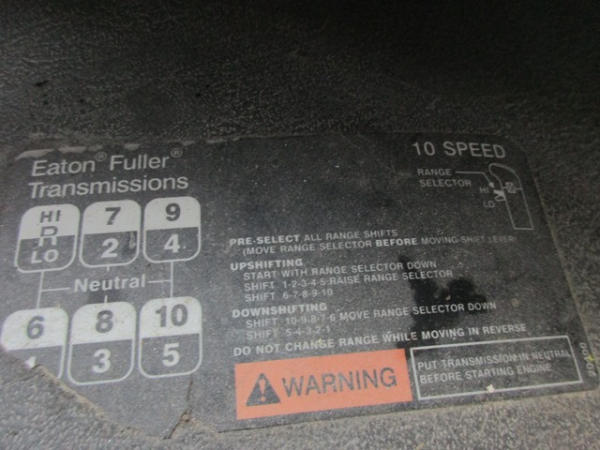 Eaton® Fuller®
Transmissions
10 SPEED
RANGE
SELECTOR
HI
LO
HI
R
LO
7
2
9
4
Neutral
6
1
8
3
10
5
PRE-SELECT ALL RANGE SHIFTS
(MOVE RANGE SELECTOR BEFORE MOVING SHIFT LEVER)
UPSHIFTING
START WITH RANGE SELECTOR DOWN
SHIFT 1-2-3-4-5 RAISE RANGE SELECTOR
SHIFT 6-7-8-9-10
DOWNSHIFTING
SHIFT 10-9-8-7-6 MOVE RANGE SELECTOR DOWN
SHIFT 5-4-3-2-1
DO NOT CHANGE RANGE WHILE MOVING IN REVERSE
WARNING
PUT TRANSMISSION IN NEUTRAL
BEFORE STARTING ENGINE